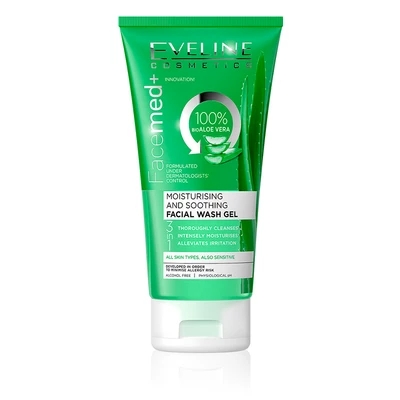 EVELINE
COSMETICS
Facemed+
INNOVATION!
100%
BIOALOE VERA
FORMULATED
UNDER
DERMATOLOGISTS'
CONTROL
MOISTURISING
AND SOOTHING
FACIAL WASH GEL
3in1
THOROUGHLY CLEANSES
INTENSELY MOISTURISES
ALLEVIATES IRRITATION
ALL SKIN TYPES, ALSO SENSITIVE
DEVELOPED IN ORDER
TO MINIMISE ALLERGY RISK
ALCOHOL FREE | PHYSIOLOGICAL pH